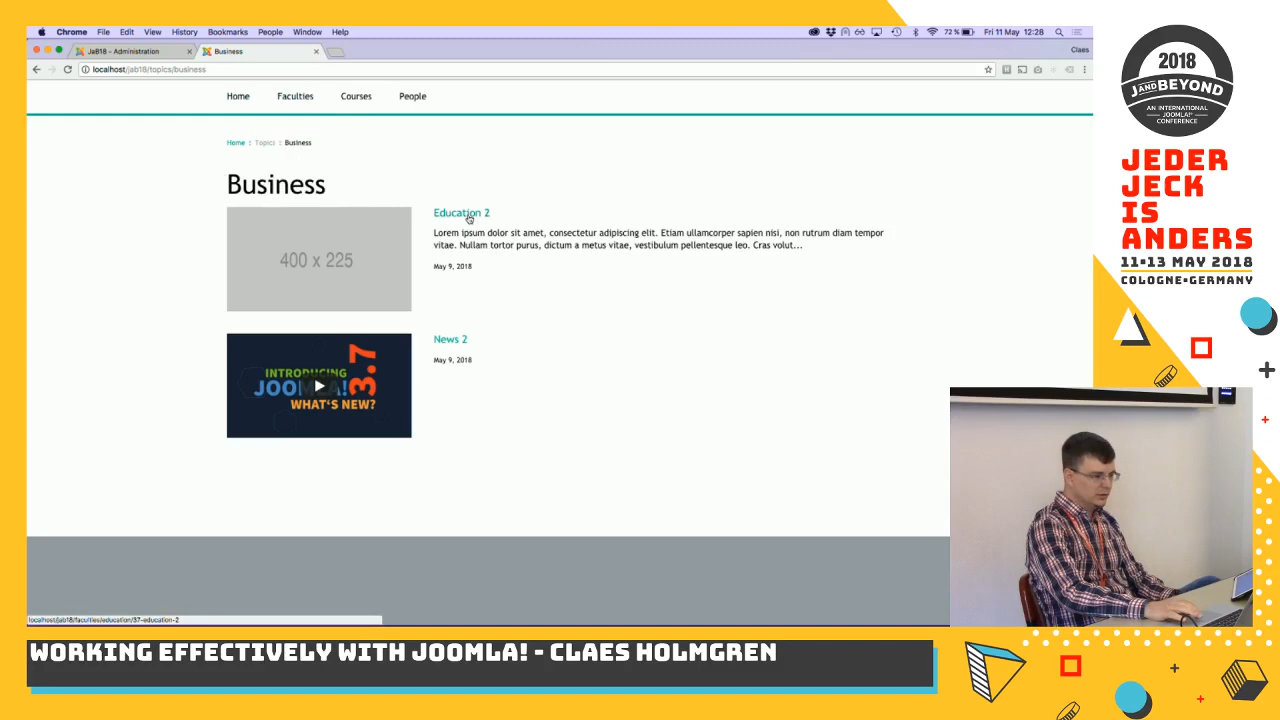 Chrome File Edit View History Bookmarks People Window Help
72% Fri 11 May 12:28
JaB18 - Administration
Business
Claes
localhost/jab18/topics/business
Home Faculties Courses People
Home : Topics : Business
Business
400 x 225
Education 2
Lorem ipsum dolor sit amet, consectetur adipiscing elit. Etiam ullamcorper sapien nisi, non rutrum diam tempor
vitae. Nullam tortor purus, dictum a metus vitae, vestibulum pellentesque leo. Cras volut...
May 9, 2018
INTRODUCING
JOOMLA!
3.7
WHAT'S NEW?
News 2
May 9, 2018
localhost/jab18/faculties/education/37-education-2
2018
J AND BEYOND
AN INTERNATIONAL
JOOMLA!
CONFERENCE
JEDER
JECK
IS
ANDERS
11-13 MAY 2018
COLOGNE•GERMANY
WORKING EFFECTIVELY WITH JOOMLA! - CLAES HOLMGREN